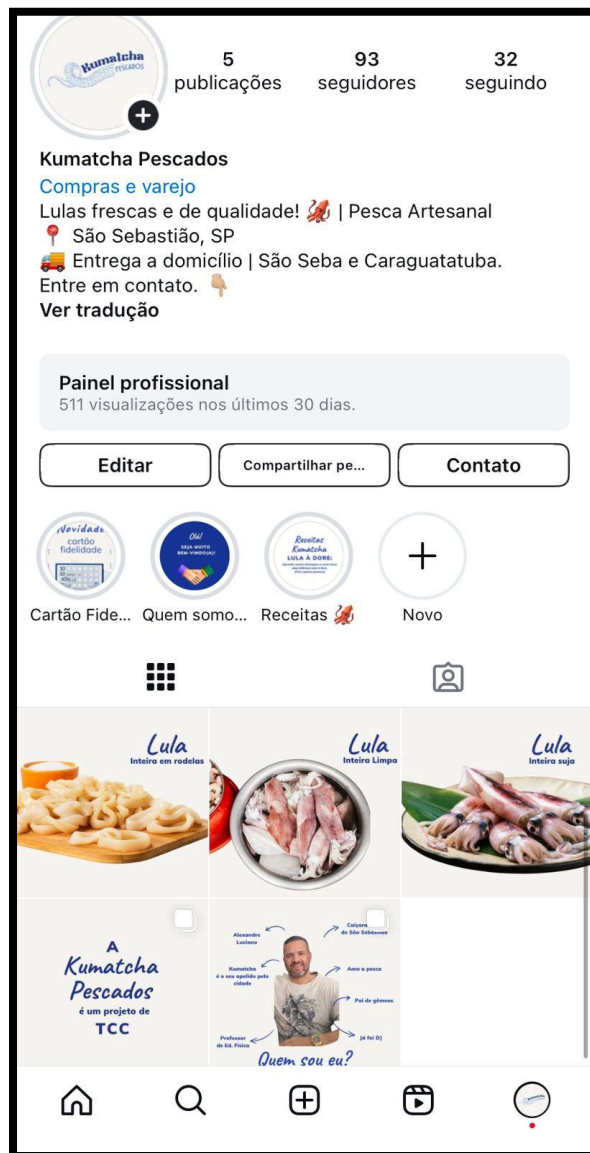 Kumatcha
PESCADOS
5
publicações
93
seguidores
32
seguindo
Kumatcha Pescados
Compras e varejo
Lulas frescas e de qualidade! 🦑 | Pesca Artesanal
📍 São Sebastião, SP
🚚 Entrega a domicílio | São Seba e Caraguatatuba.
Entre em contato. 👇🏼
Ver tradução
Painel profissional
511 visualizações nos últimos 30 dias.
Editar
Compartilhar pe...
Contato
Novidade
cartão
fidelidade
Olá!
SEJA MUITO
BEM-VINDO(A)!
Receitas
Kumatcha
LULA À DORE:
Cartão Fide...
Quem somo...
Receitas 🦑
Novo
Lula
Inteira em rodelas
Lula
Inteira Limpa
Lula
Inteira suja
A
Kumatcha
Pescados
é um projeto de
TCC
Alexandre
Luciano
Caiçara
de São Sebastião
Kumatcha
é o seu apelido pela
cidade
Ama a pesca
Pai de gêmeos
Professor
de Ed. Física
Já foi DJ
Quem sou eu?